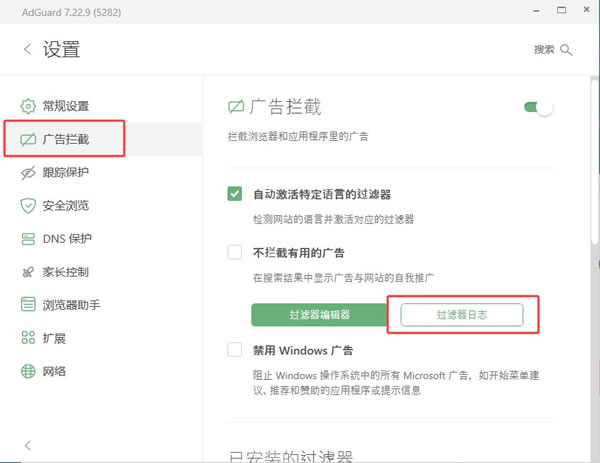 AdGuard 7.22.9 (5282)
设置
搜索
常规设置
广告拦截
跟踪保护
安全浏览
DNS 保护
家长控制
浏览器助手
扩展
网络
广告拦截
拦截浏览器和应用程序里的广告
自动激活特定语言的过滤器
检测网站的语言并激活对应的过滤器
不拦截有用的广告
在搜索结果中显示广告与网站的自我推广
过滤器编辑器
过滤器日志
禁用 Windows 广告
阻止 Windows 操作系统中的所有 Microsoft 广告，如开始菜单建
议、推荐和赞助的应用程序或提示信息
已安装的过滤器